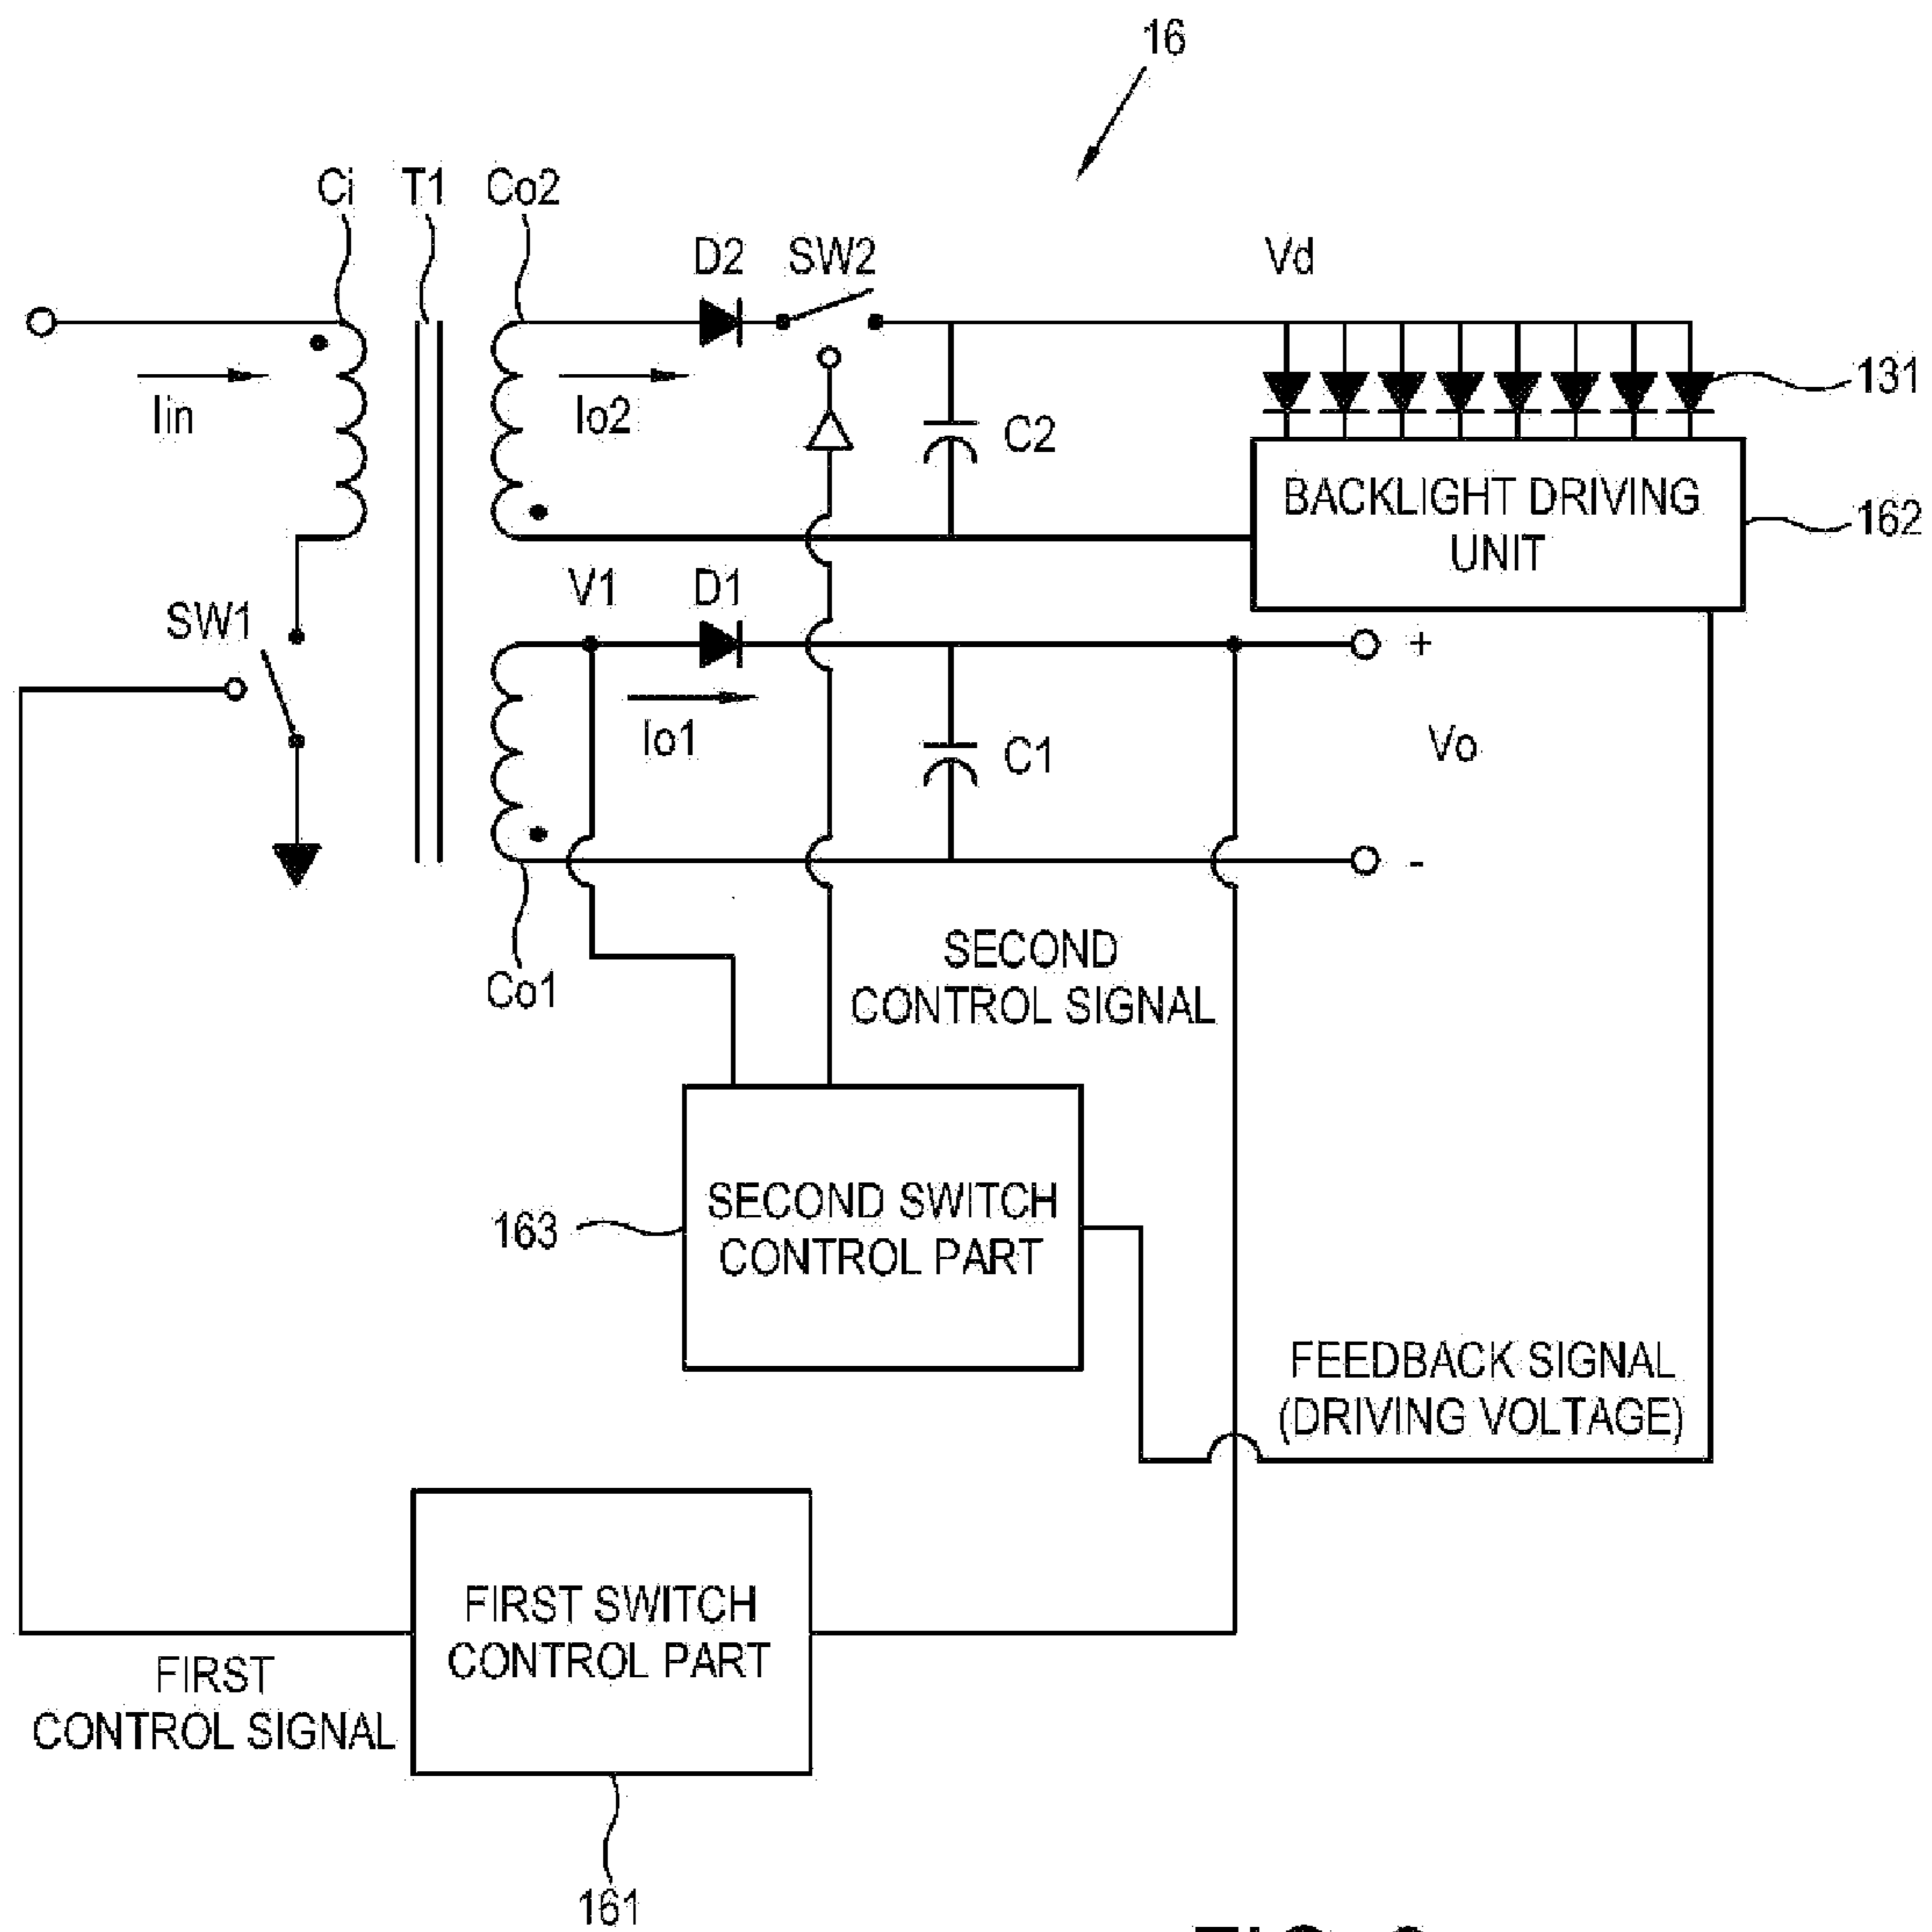 16
Ci
T1
Co2
D2
SW2
Vd
131
Iin
Io2
C2
BACKLIGHT DRIVING
UNIT
162
V1
D1
SW1
+
Io1
C1
Vo
-
Co1
SECOND
CONTROL SIGNAL
163
SECOND SWITCH
CONTROL PART
FEEDBACK SIGNAL
(DRIVING VOLTAGE)
FIRST SWITCH
CONTROL PART
FIRST
CONTROL SIGNAL
161